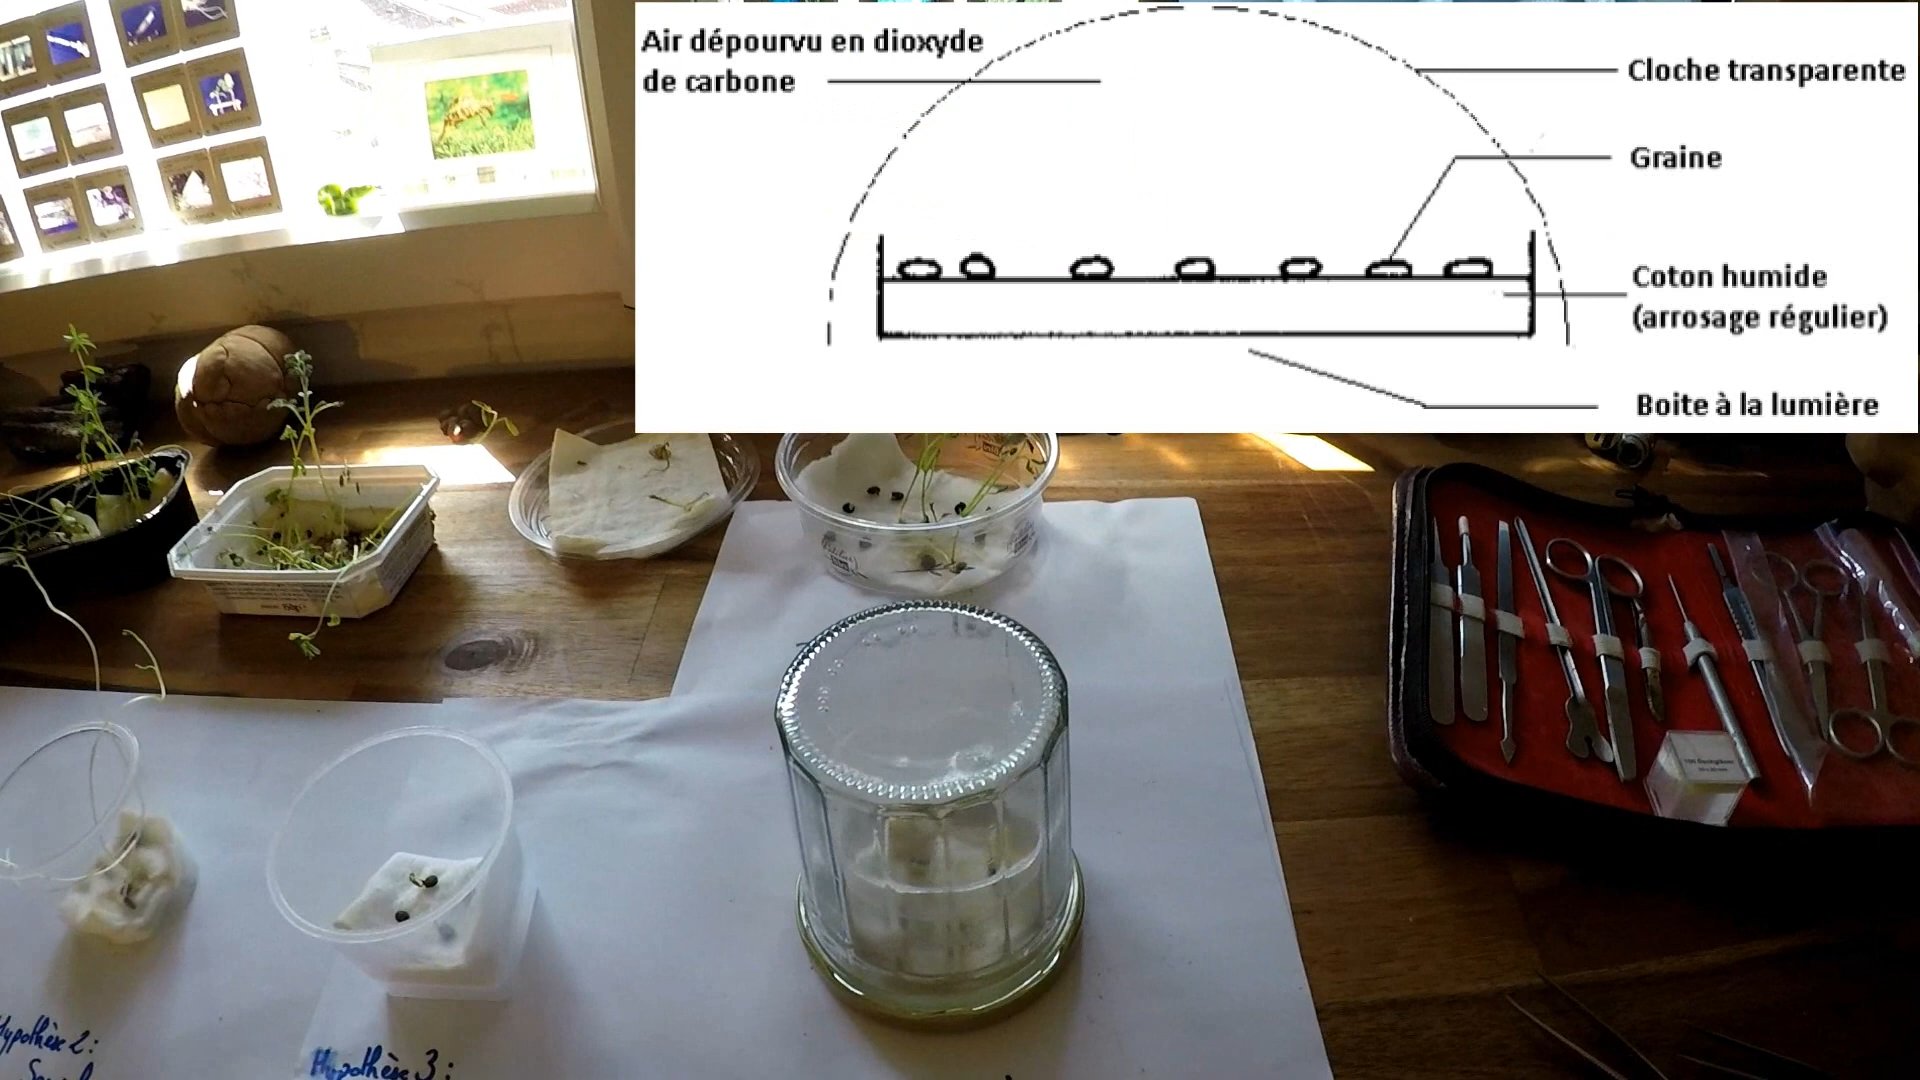 Air dépourvu en dioxyde
de carbone
Cloche transparente
Graine
Coton humide
(arrosage régulier)
Boite à la lumière
Hypothèse 2:
Hypothèse 3: